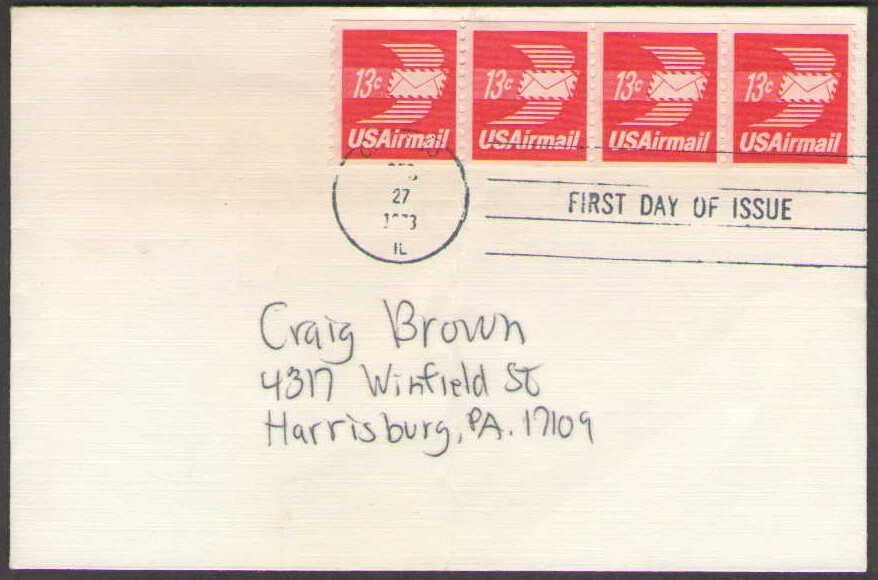 13c 13c 13c 13c
USAirmail USAirmail USAirmail USAirmail
27
IL
FIRST DAY OF ISSUE
Craig Brown
4317 Winfield St
Harrisburg, PA. 17109